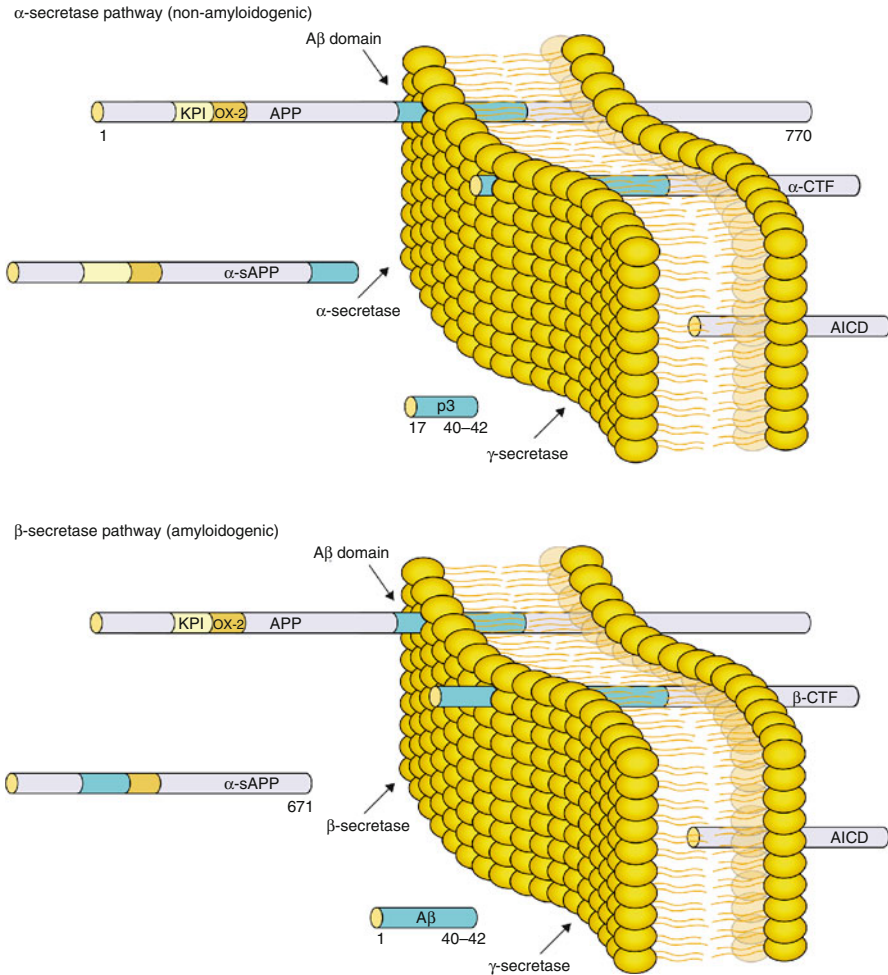 α-secretase pathway (non-amyloidogenic)
Aβ domain
KPI OX-2 APP
1 770
α-CTF
α-sAPP
α-secretase
AICD
p3
17 40–42
γ-secretase
β-secretase pathway (amyloidogenic)
Aβ domain
KPI OX-2 APP
β-CTF
α-sAPP
671
β-secretase
AICD
Aβ
1 40–42
γ-secretase